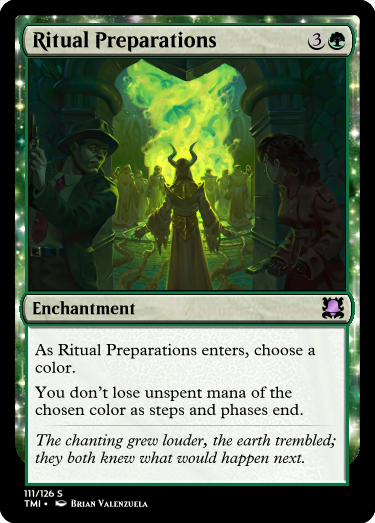 Ritual Preparations 3
Enchantment
As Ritual Preparations enters, choose a
color.
You don't lose unspent mana of the
chosen color as steps and phases end.
The chanting grew louder, the earth trembled;
they both knew what would happen next.
111/126 S
TMI • Brian Valenzuela